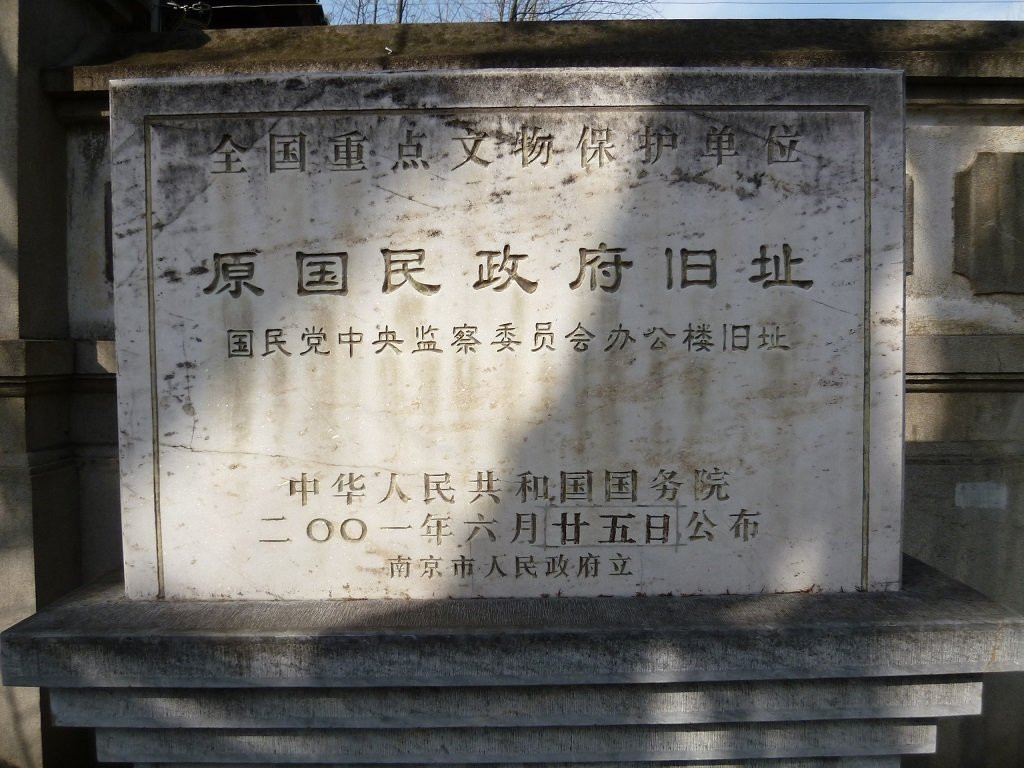 全国重点文物保护单位
原国民政府旧址
国民党中央监察委员会办公楼旧址
中华人民共和国国务院
二〇〇一年六月廿五日公布
南京市人民政府立